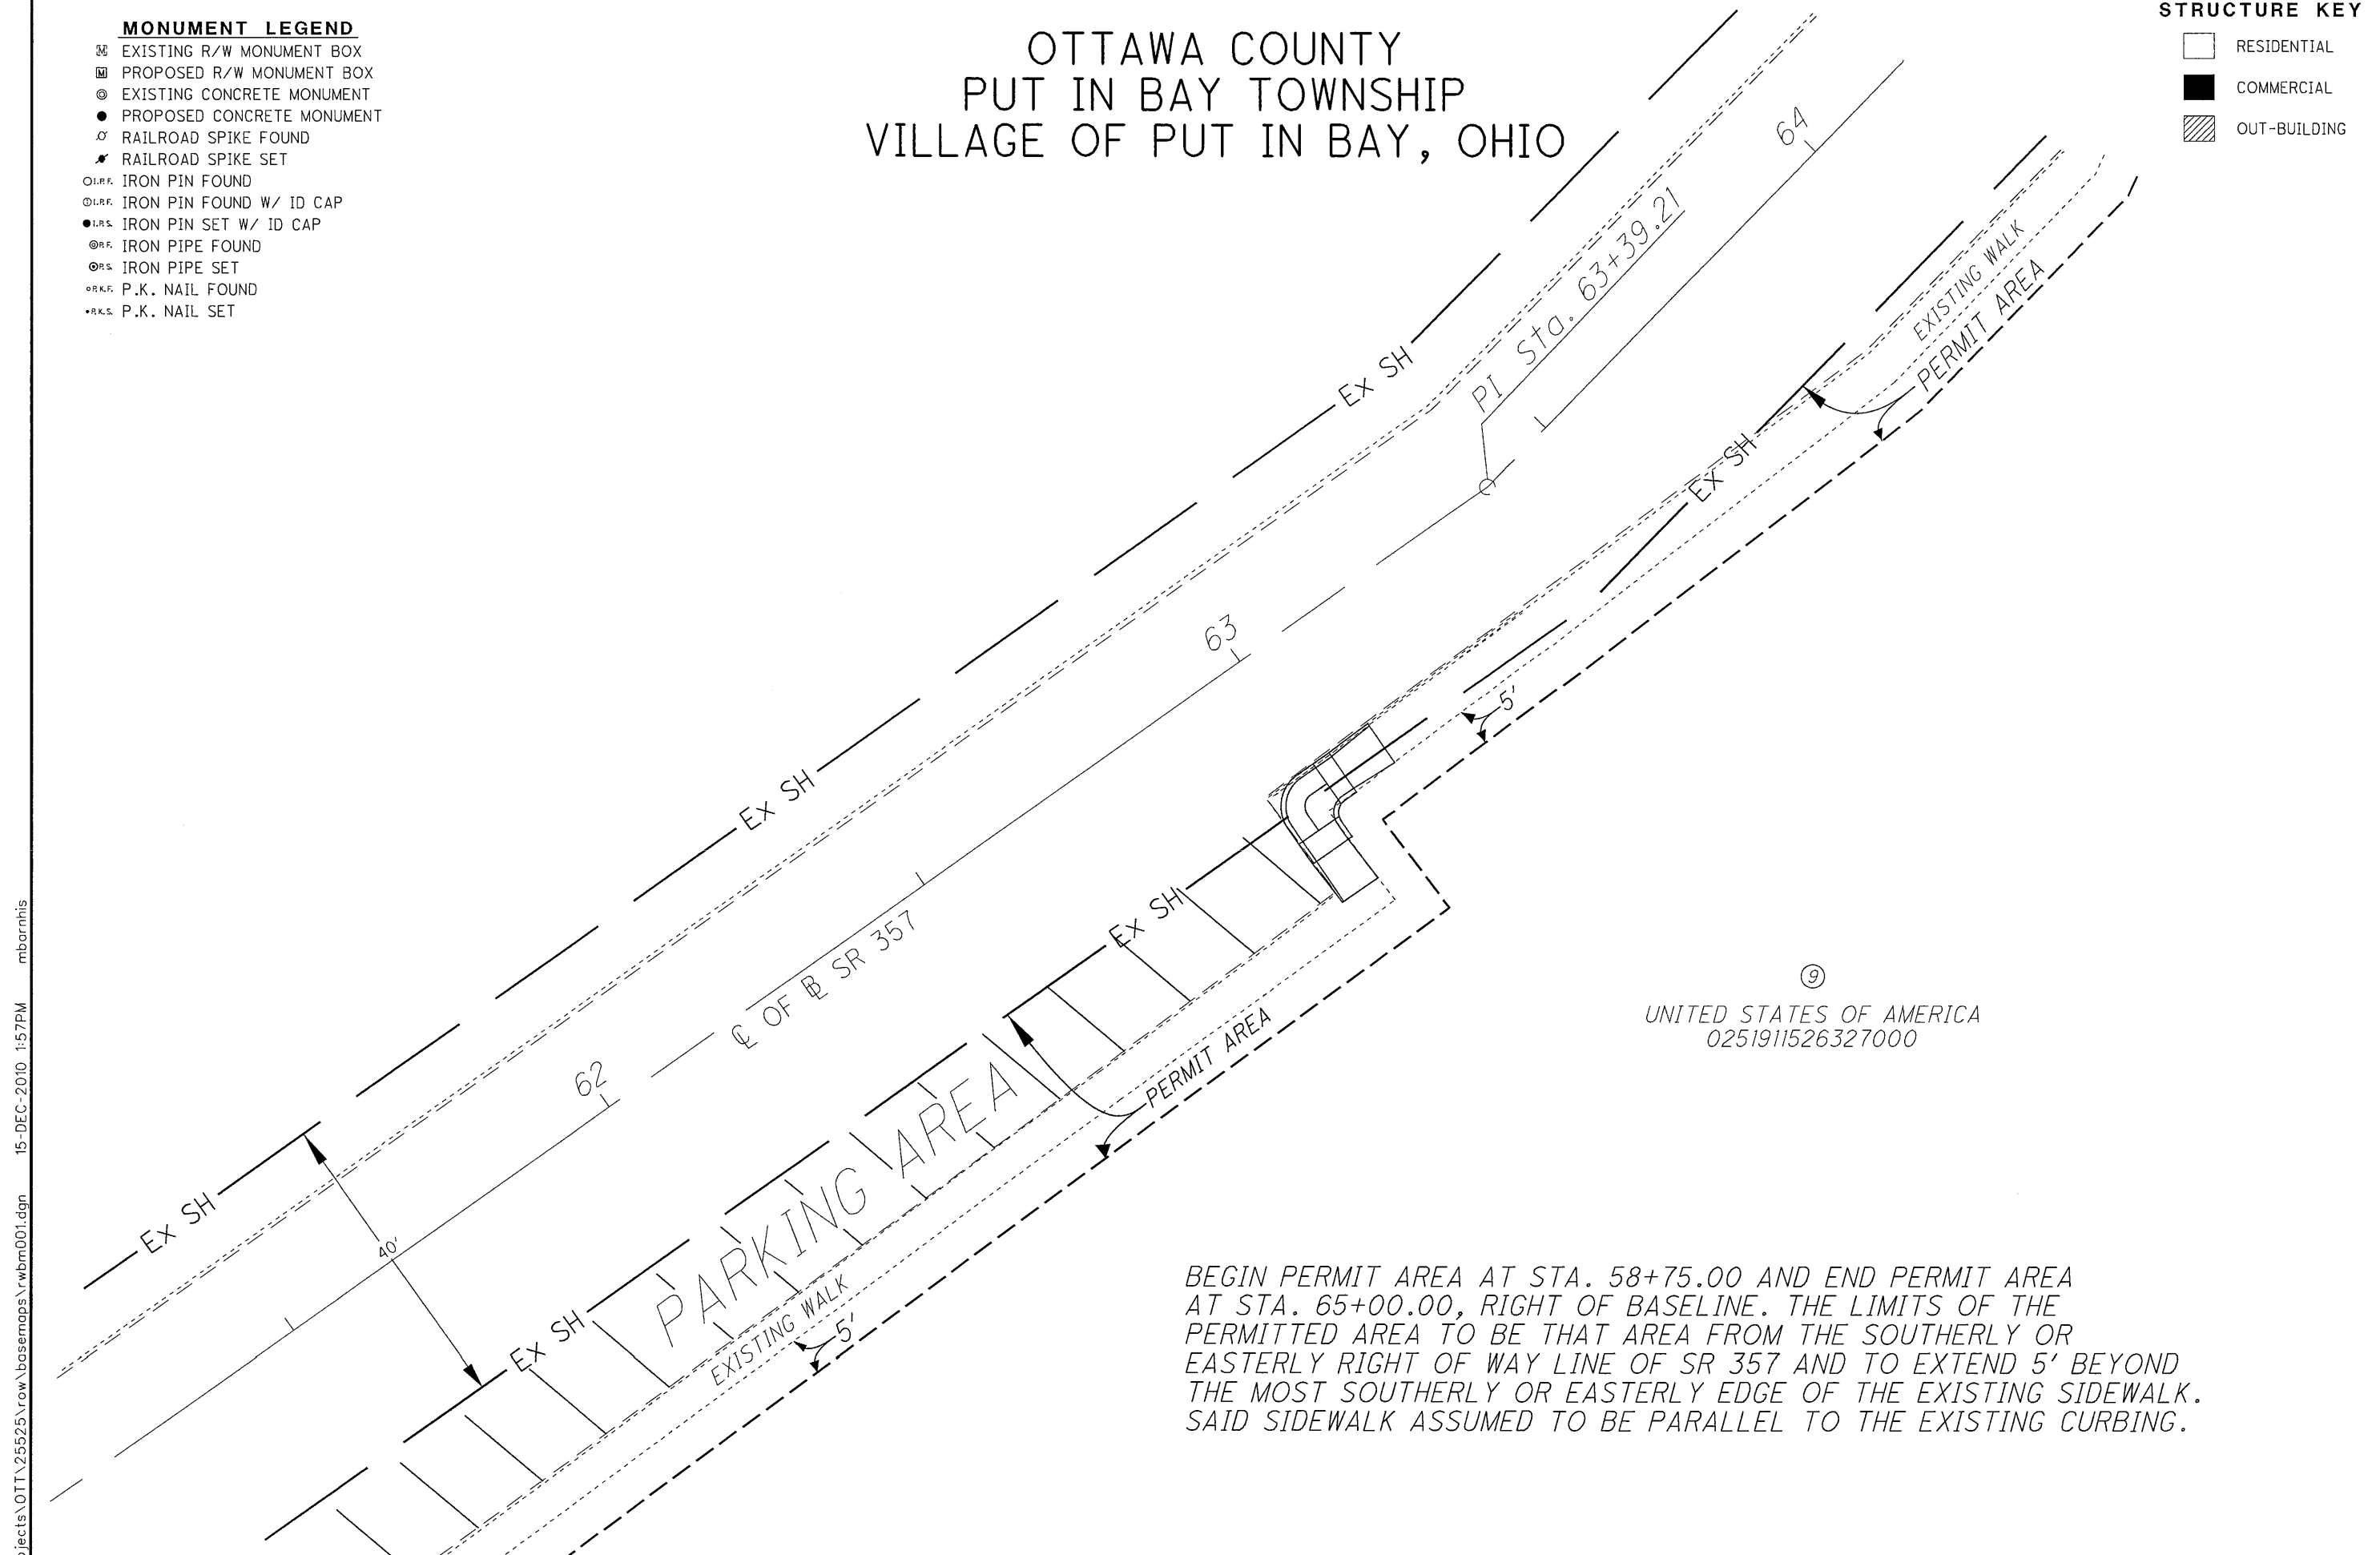 MONUMENT LEGEND
EXISTING R/W MONUMENT BOX
M PROPOSED R/W MONUMENT BOX
EXISTING CONCRETE MONUMENT
PROPOSED CONCRETE MONUMENT
RAILROAD SPIKE FOUND
RAILROAD SPIKE SET
I.P.F. IRON PIN FOUND
I.P.F. IRON PIN FOUND W/ ID CAP
I.P.S. IRON PIN SET W/ ID CAP
P.F. IRON PIPE FOUND
P.S. IRON PIPE SET
P.K.F. P.K. NAIL FOUND
P.K.S. P.K. NAIL SET
OTTAWA COUNTY
PUT IN BAY TOWNSHIP
VILLAGE OF PUT IN BAY, OHIO
STRUCTURE KEY
RESIDENTIAL
COMMERCIAL
OUT-BUILDING
64
PI Sta. 63+39.21
EXISTING WALK
PERMIT AREA
Ex SH
Ex SH
63
5'
Ex SH
Ex SH
℄ OF BL SR 357
62
PERMIT AREA
PARKING AREA
9
UNITED STATES OF AMERICA
0251911526327000
Ex SH
40'
Ex SH
EXISTING WALK
5'
BEGIN PERMIT AREA AT STA. 58+75.00 AND END PERMIT AREA
AT STA. 65+00.00, RIGHT OF BASELINE. THE LIMITS OF THE
PERMITTED AREA TO BE THAT AREA FROM THE SOUTHERLY OR
EASTERLY RIGHT OF WAY LINE OF SR 357 AND TO EXTEND 5' BEYOND
THE MOST SOUTHERLY OR EASTERLY EDGE OF THE EXISTING SIDEWALK.
SAID SIDEWALK ASSUMED TO BE PARALLEL TO THE EXISTING CURBING.
jects\OTT\25525\row\basemaps\rwbm001.dgn 15-DEC-2010 1:57PM mbarnhis